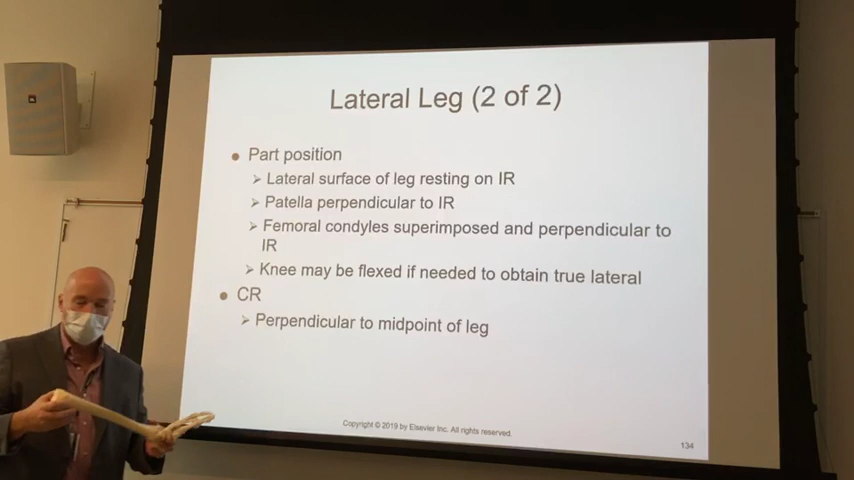 Lateral Leg (2 of 2)
● Part position
➢ Lateral surface of leg resting on IR
➢ Patella perpendicular to IR
➢ Femoral condyles superimposed and perpendicular to
IR
➢ Knee may be flexed if needed to obtain true lateral
● CR
➢ Perpendicular to midpoint of leg
Copyright © 2019 by Elsevier Inc. All rights reserved.
134